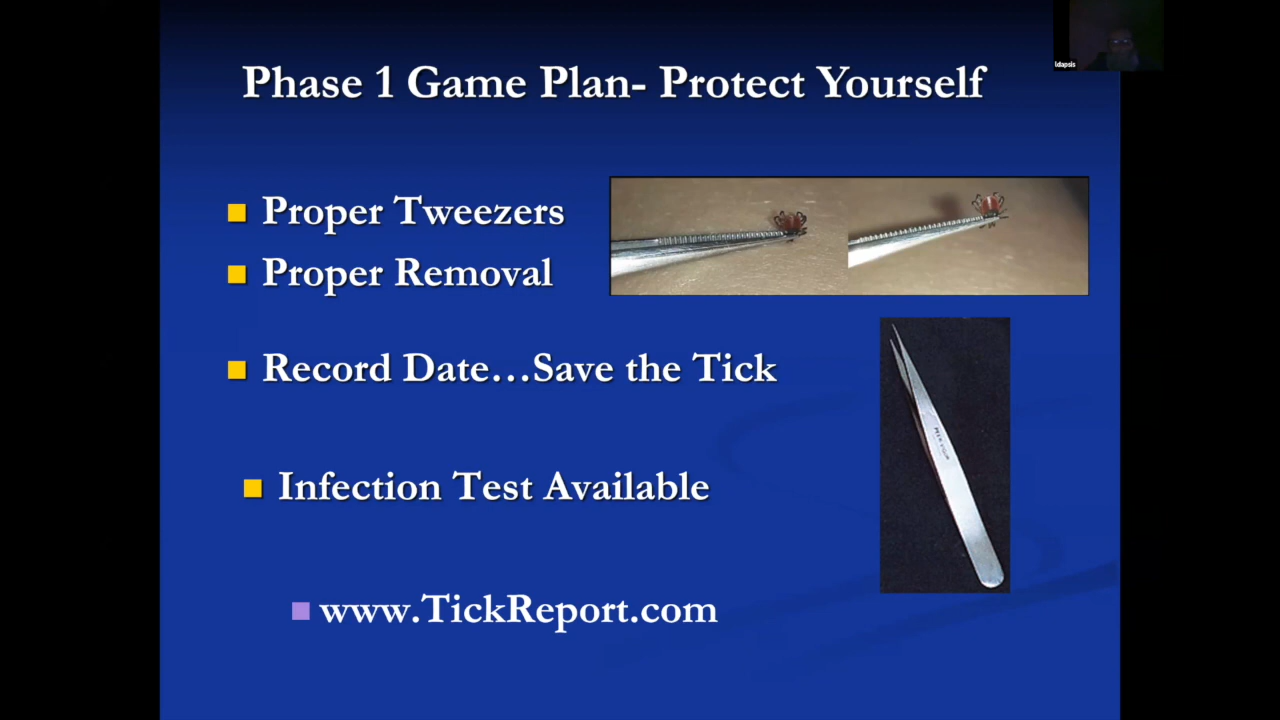 Phase 1 Game Plan- Protect Yourself
ldapsis
Proper Tweezers
Proper Removal
Record Date…Save the Tick
Infection Test Available
www.TickReport.com